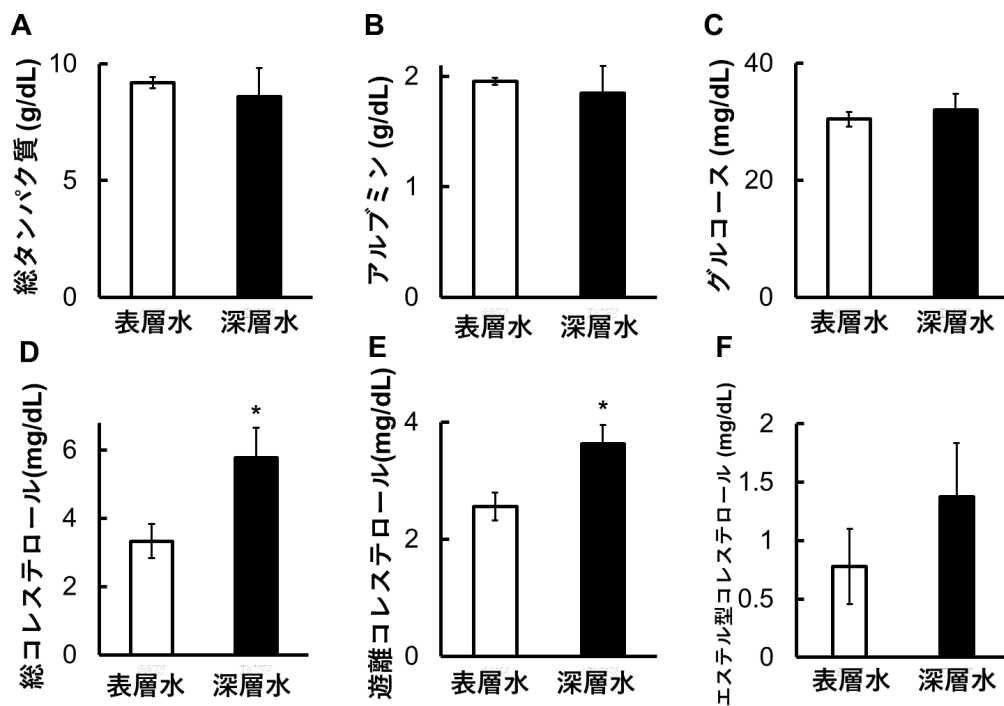 A
総タンパク質 (g/dL)
10
5
0
表層水
深層水
B
アルブミン (g/dL)
2
1
0
表層水
深層水
C
グルコース (mg/dL)
40
20
0
表層水
深層水
D
総コレステロール(mg/dL)
6
4
2
0
*
表層水
深層水
E
遊離コレステロール(mg/dL)
4
2
0
*
表層水
深層水
F
エステル型コレステロール (mg/dL)
2
1.5
1
0.5
0
表層水
深層水